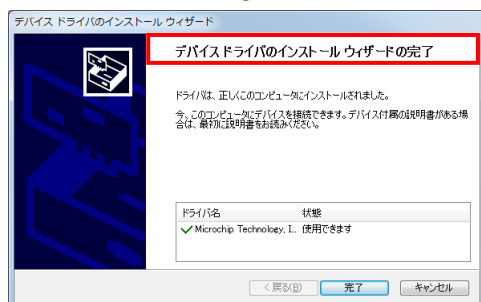 デバイス ドライバのインストール ウィザード
デバイス ドライバのインストール ウィザードの完了
ドライバは、正しくこのコンピュータにインストールされました。
今、このコンピュータにデバイスを接続できます。デバイス付属の説明書がある場
合は、最初に説明書をお読みください。
ドライバ名 状態
Microchip Technology, I... 使用できます
< 戻る(B) 完了 キャンセル